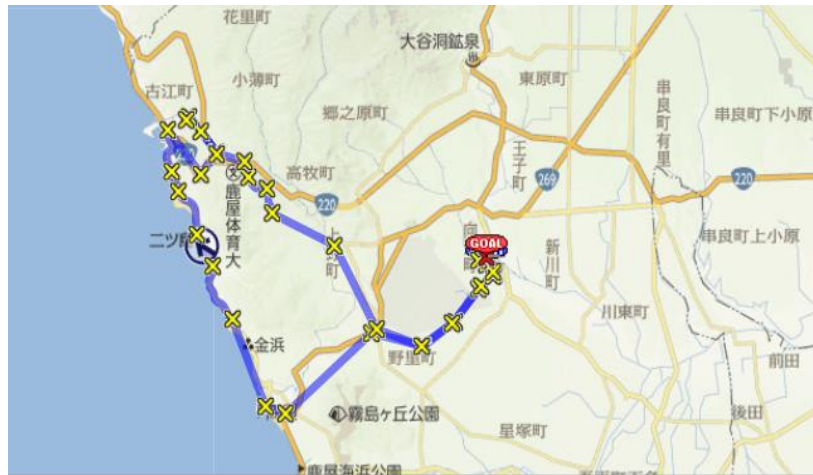 花里町
大谷洞鉱泉
小薄町
東原町
古江町
郷之原町
串良町有里
串良町下小原
王子町
高牧町
269
220
220
鹿屋体育大
上野町
新川町
串良町上小原
GOAL
川東町
金浜
野里町
前田
霧島ヶ丘公園
星塚町
後田
鹿屋海浜公園